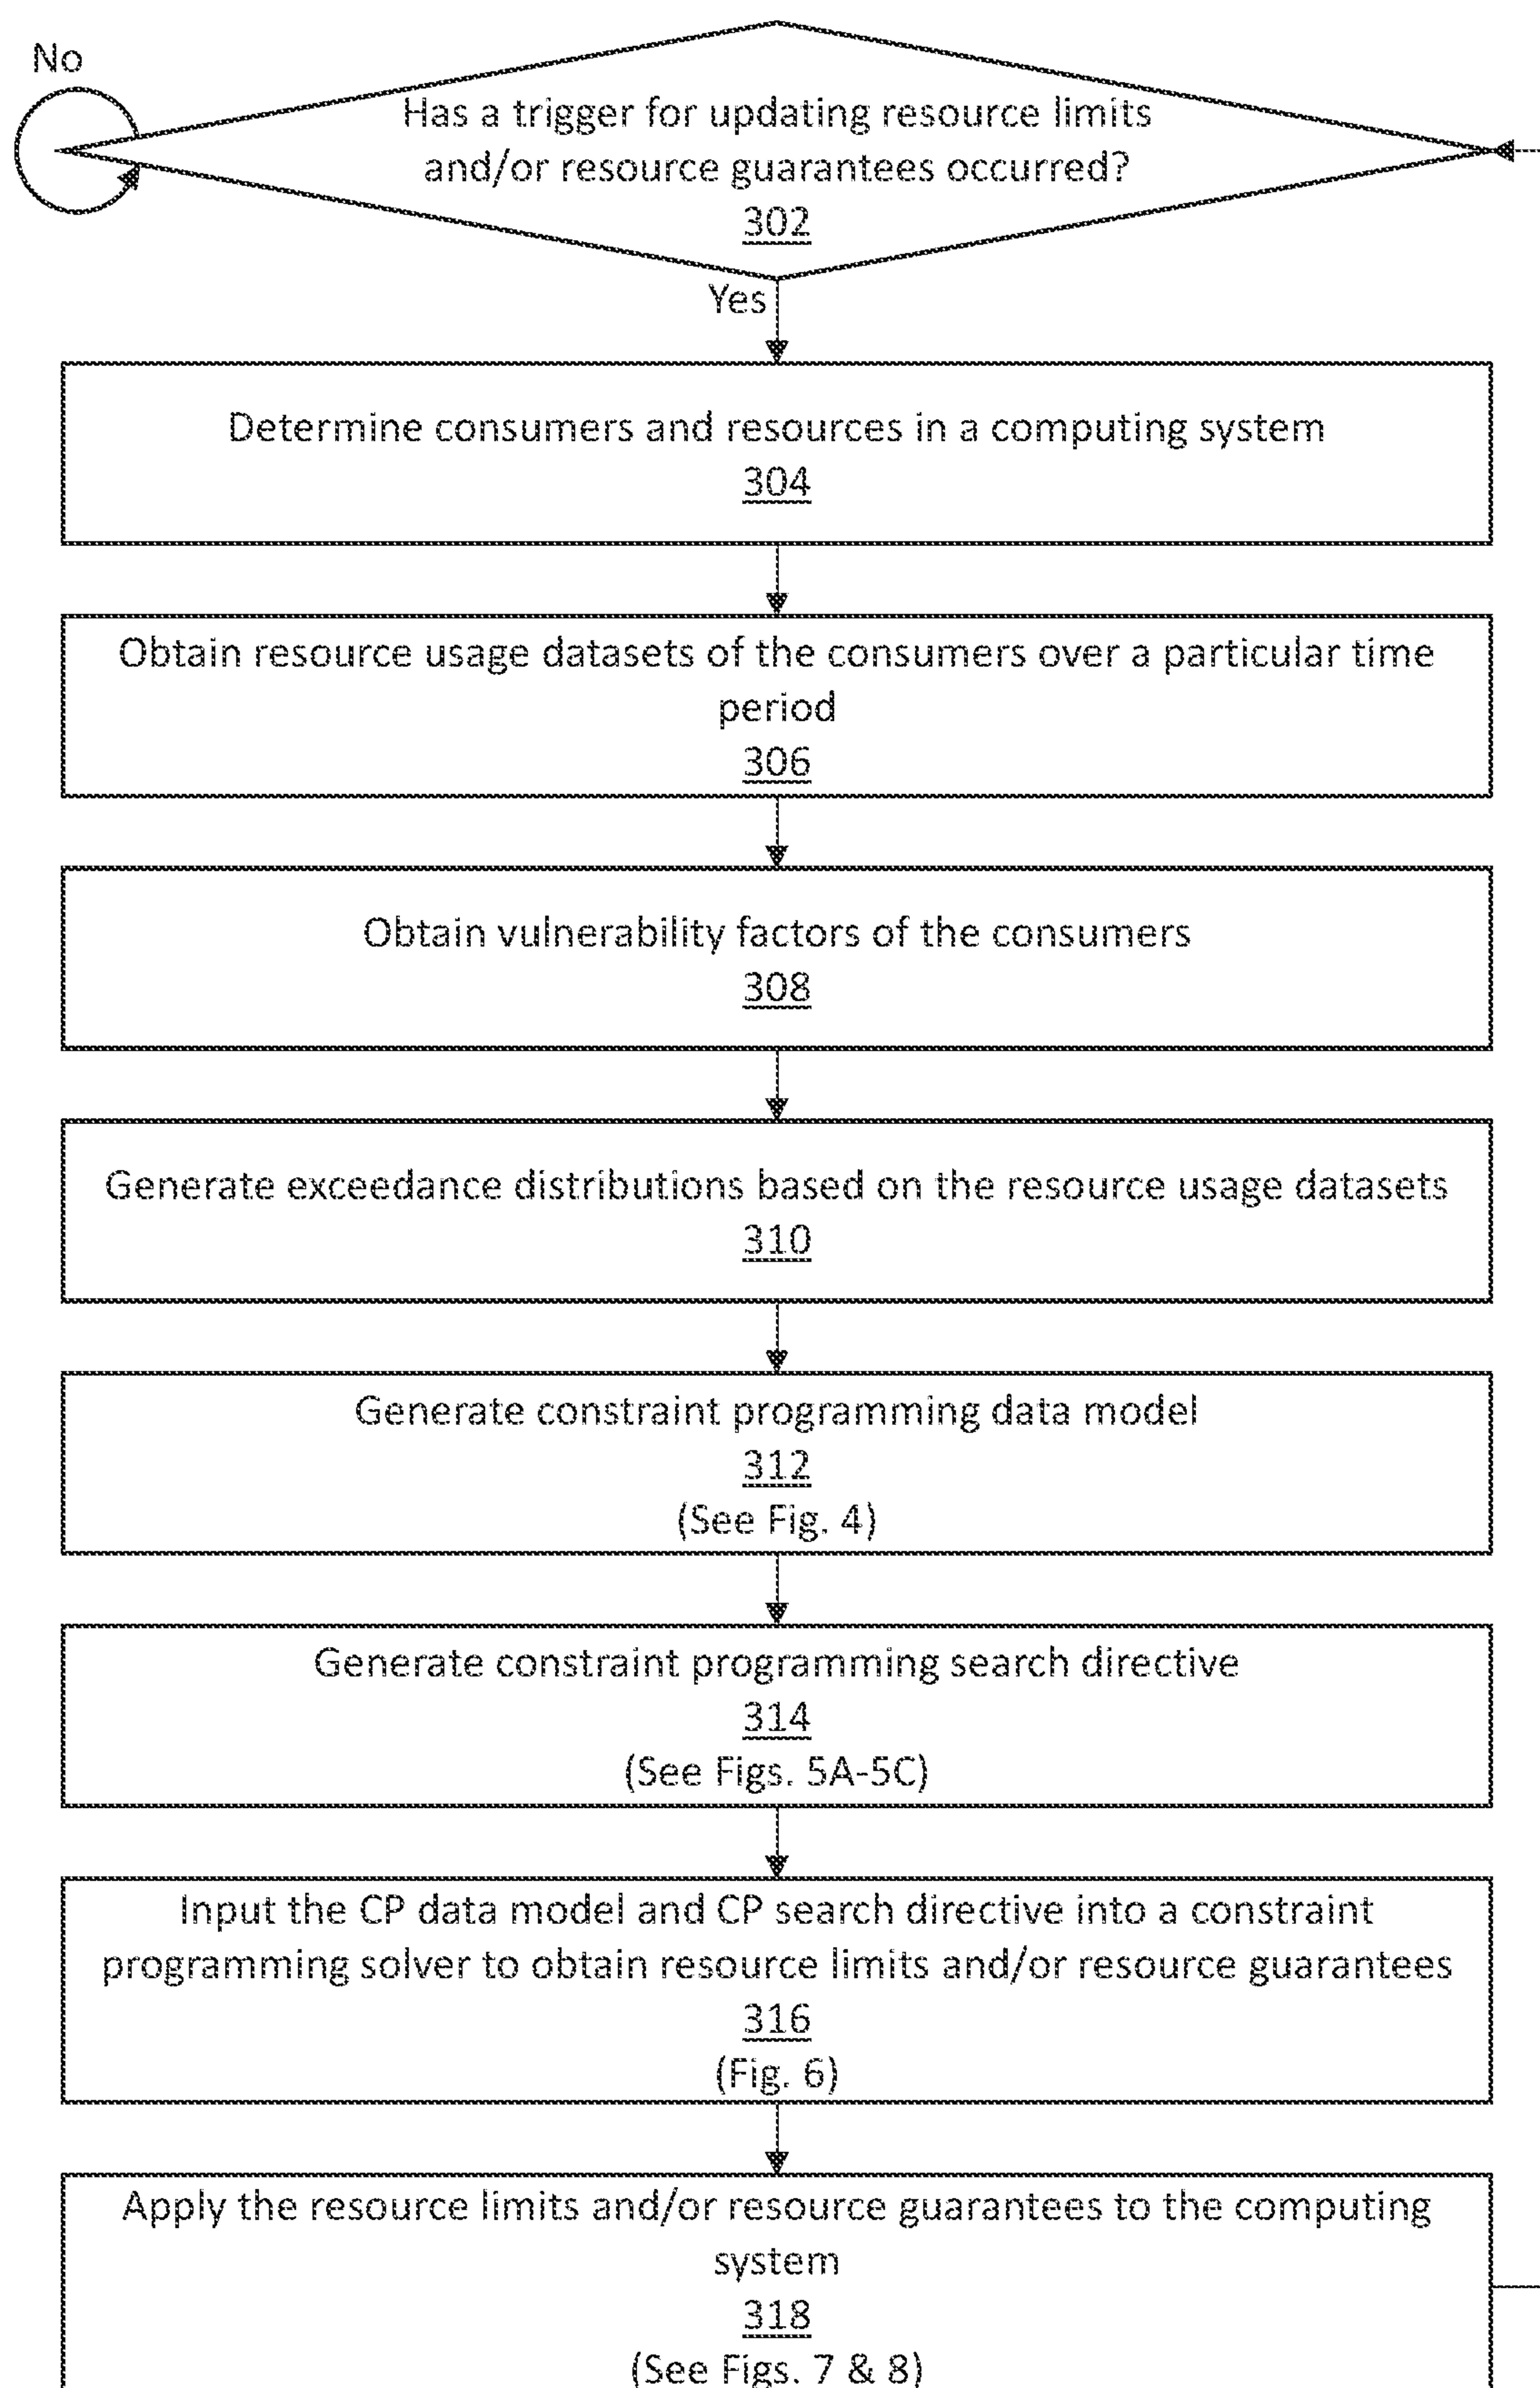 No
Has a trigger for updating resource limits
and/or resource guarantees occurred?
302
Yes
Determine consumers and resources in a computing system
304
Obtain resource usage datasets of the consumers over a particular time
period
306
Obtain vulnerability factors of the consumers
308
Generate exceedance distributions based on the resource usage datasets
310
Generate constraint programming data model
312
(See Fig. 4)
Generate constraint programming search directive
314
(See Figs. 5A-5C)
Input the CP data model and CP search directive into a constraint
programming solver to obtain resource limits and/or resource guarantees
316
(Fig. 6)
Apply the resource limits and/or resource guarantees to the computing
system
318
(See Figs. 7 & 8)